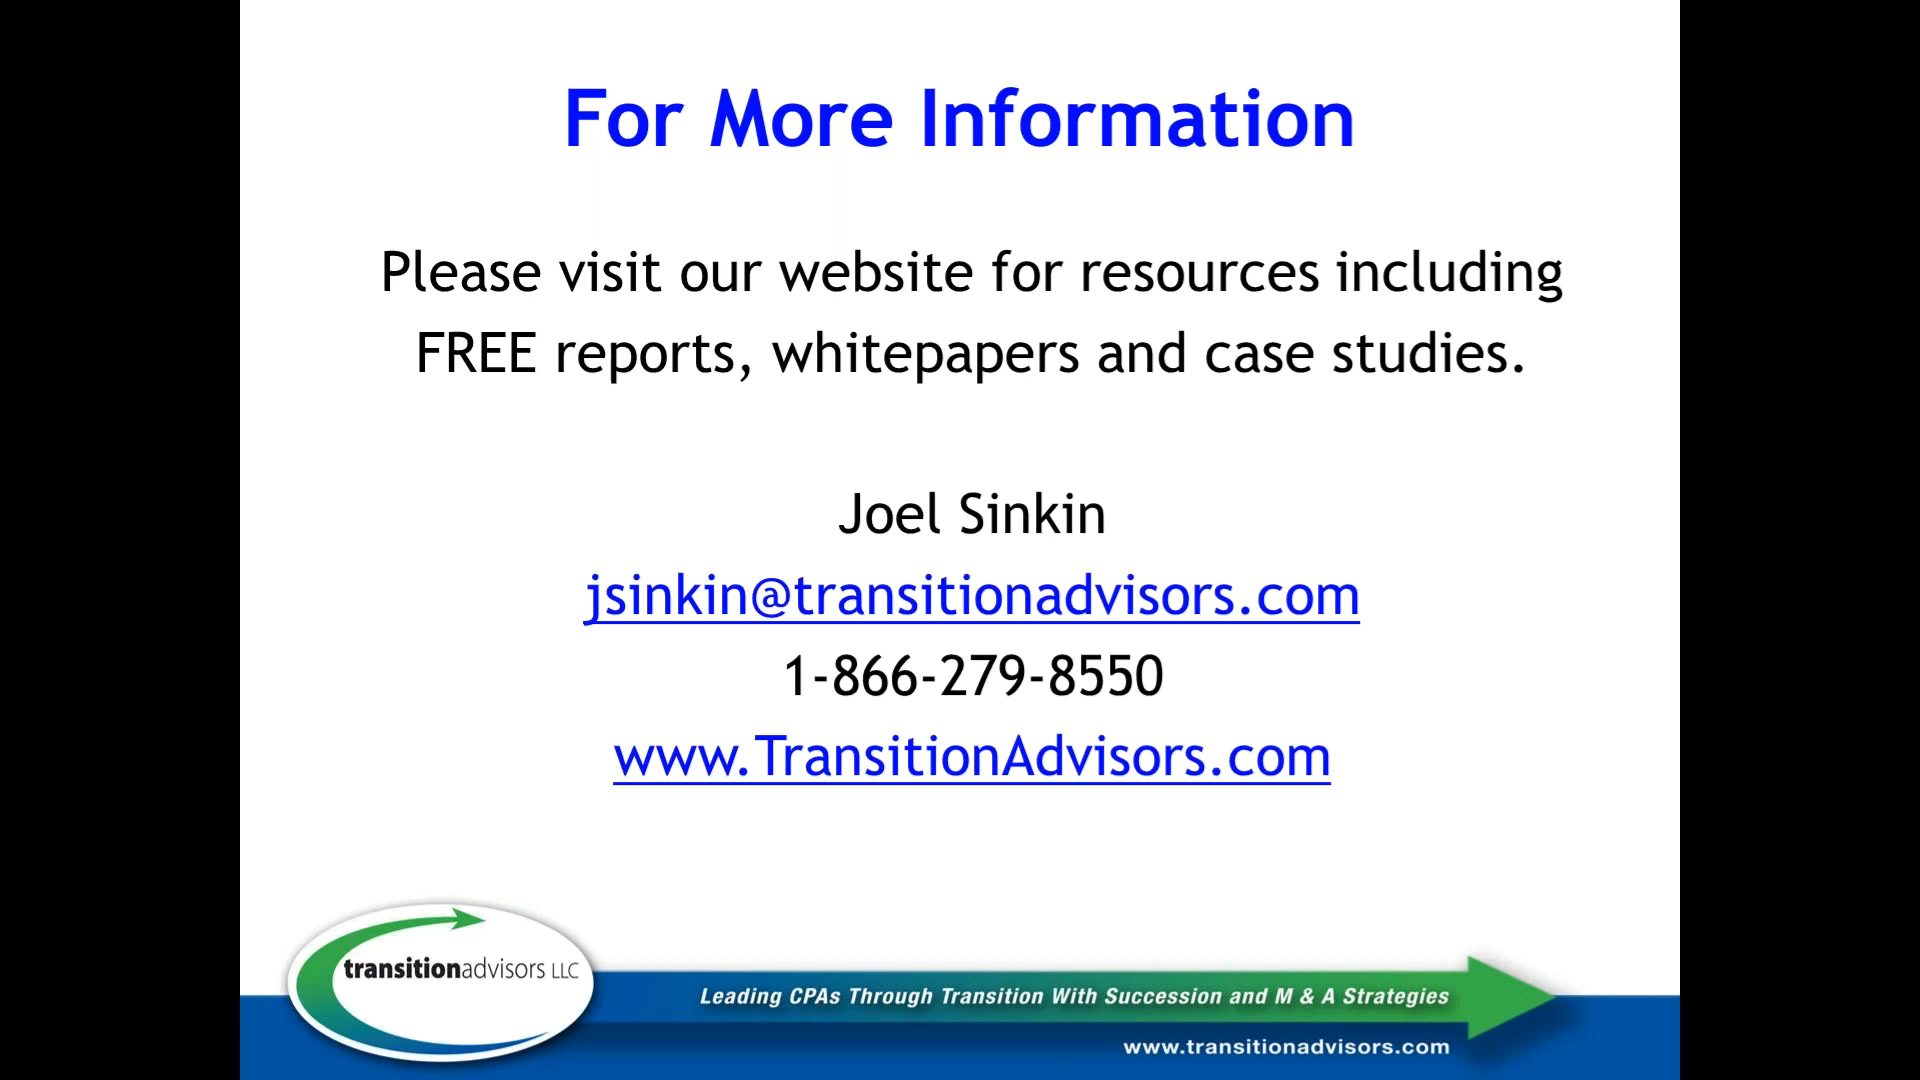 For More Information
Please visit our website for resources including
FREE reports, whitepapers and case studies.
Joel Sinkin
jsinkin@transitionadvisors.com
1-866-279-8550
www.TransitionAdvisors.com
transitionadvisors LLC
Leading CPAs Through Transition With Succession and M & A Strategies
www.transitionadvisors.com